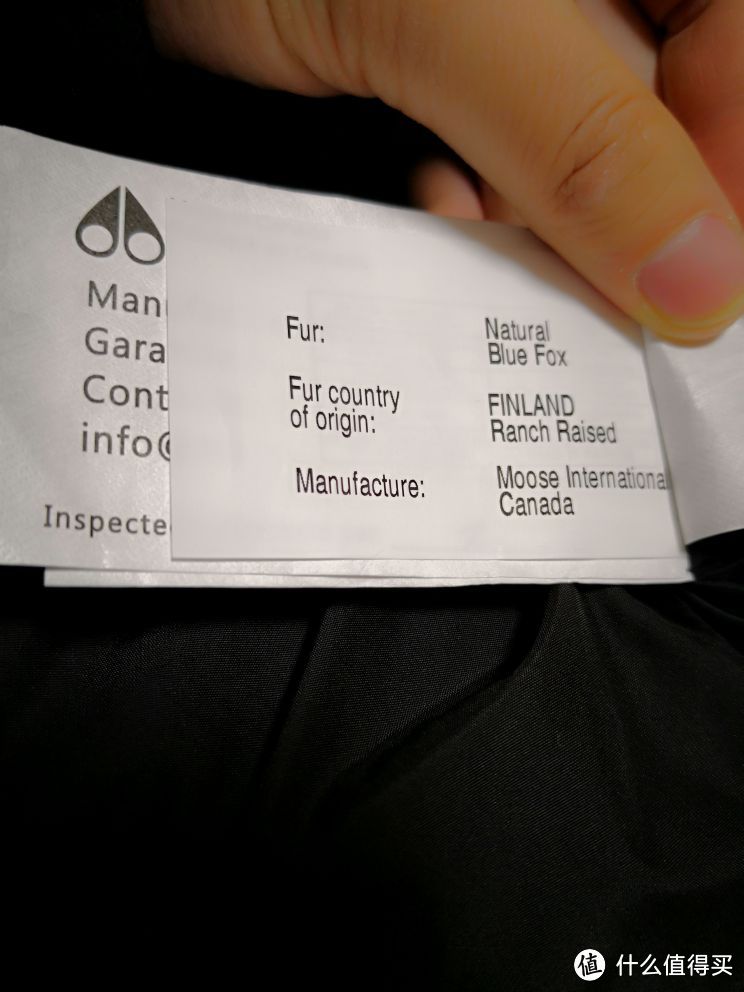 Man
Gara
Cont
info@
Inspecte
Fur: Natural
Blue Fox
Fur country
of origin:
FINLAND
Ranch Raised
Manufacture: Moose Internationa
Canada
值 什么值得买